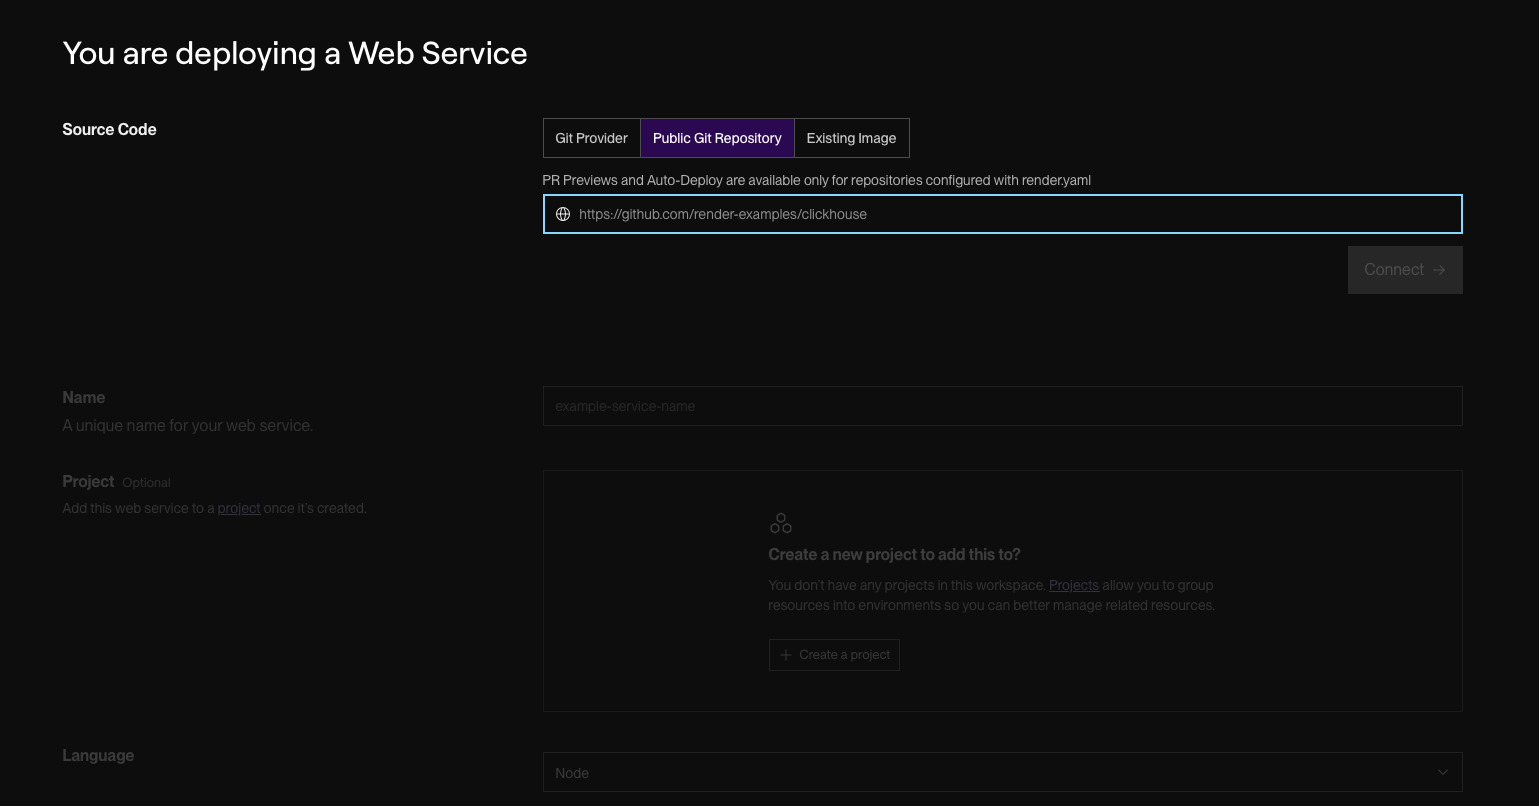 You are deploying a Web Service
Source Code
Git Provider
Public Git Repository
Existing Image
PR Previews and Auto-Deploy are available only for repositories configured with render.yaml
https://github.com/render-examples/clickhouse
Connect →
Name
A unique name for your web service.
example-service-name
Project Optional
Add this web service to a project once it's created.
Create a new project to add this to?
You don't have any projects in this workspace. Projects allow you to group
resources into environments so you can better manage related resources.
+ Create a project
Language
Node